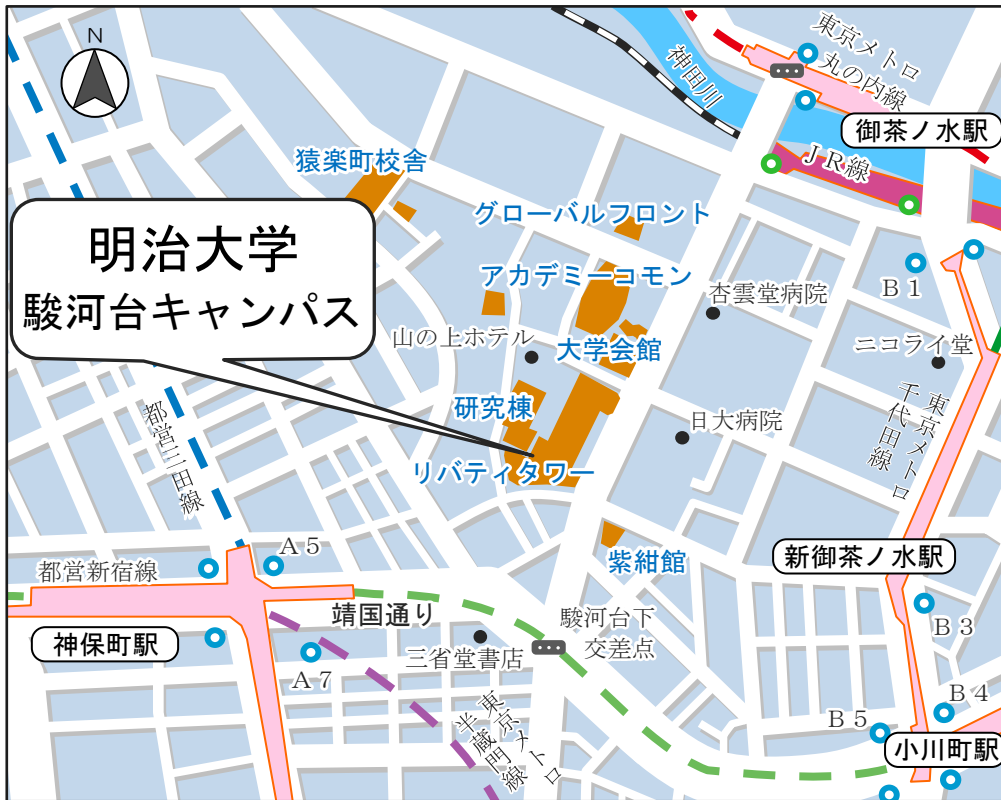 N
東京メトロ
丸の内線
神田川
御茶ノ水駅
JR線
猿楽町校舎
グローバルフロント
明治大学
駿河台キャンパス
アカデミーコモン
B1
杏雲堂病院
山の上ホテル
大学会館
ニコライ堂
研究棟
日大病院
東京メトロ
千代田線
都営三田線
リバティタワー
A5
紫紺館
新御茶ノ水駅
都営新宿線
靖国通り
駿河台下
交差点
B3
神保町駅
三省堂書店
A7
東京メトロ
半蔵門線
B4
B5
小川町駅